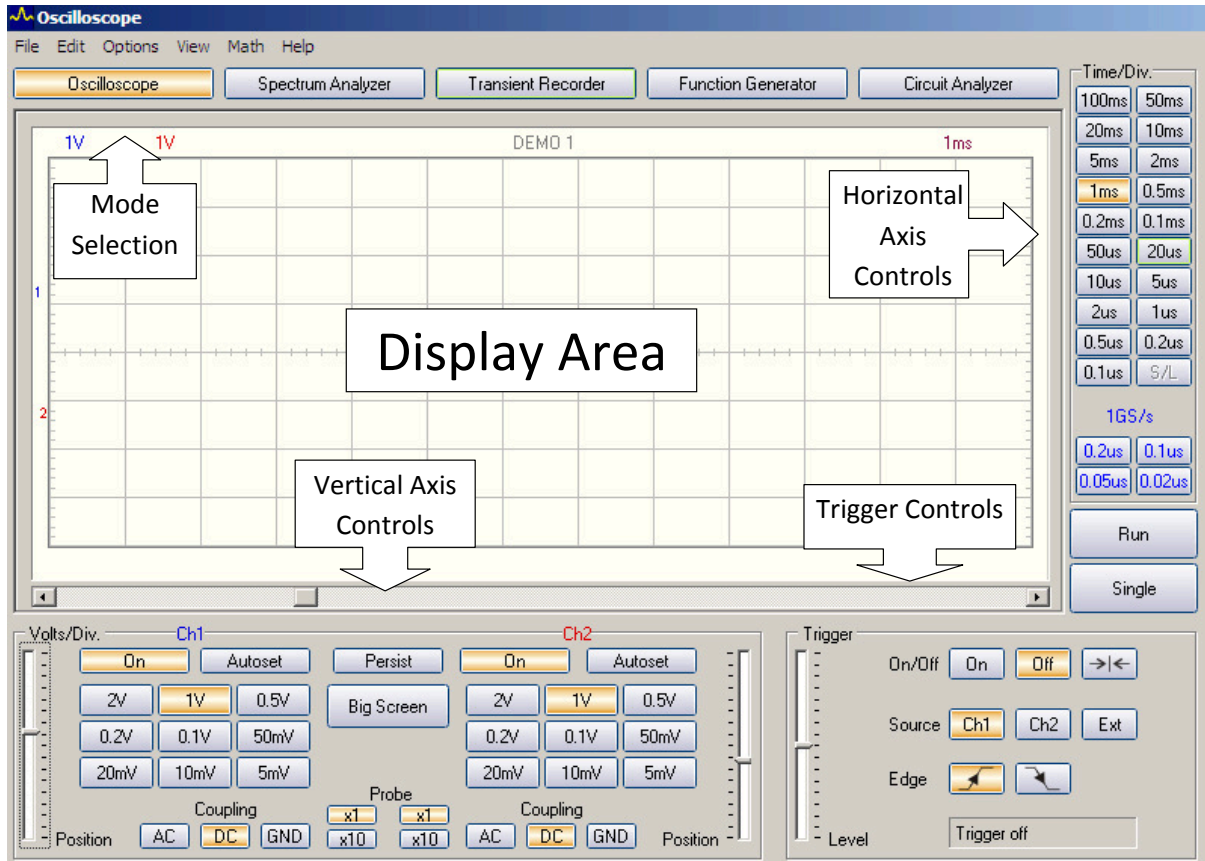 Oscilloscope
File Edit Options View Math Help
Oscilloscope Spectrum Analyzer Transient Recorder Function Generator Circuit Analyzer
1V 1V DEMO 1 1ms
Mode
Selection
Horizontal
Axis
Controls
1
Display Area
2
Vertical Axis
Controls
Trigger Controls
Time/Div.
100ms 50ms
20ms 10ms
5ms 2ms
1ms 0.5ms
0.2ms 0.1ms
50us 20us
10us 5us
2us 1us
0.5us 0.2us
0.1us S/L
1GS/s
0.2us 0.1us
0.05us 0.02us
Run
Single
Volts/Div. Ch1 Ch2
On Autoset Persist On Autoset
2V 1V 0.5V Big Screen 2V 1V 0.5V
0.2V 0.1V 50mV 0.2V 0.1V 50mV
20mV 10mV 5mV 20mV 10mV 5mV
Coupling Probe Coupling
x1 x1
Position AC DC GND x10 x10 AC DC GND Position
Trigger
On/Off On Off
Source Ch1 Ch2 Ext
Edge
Level Trigger off